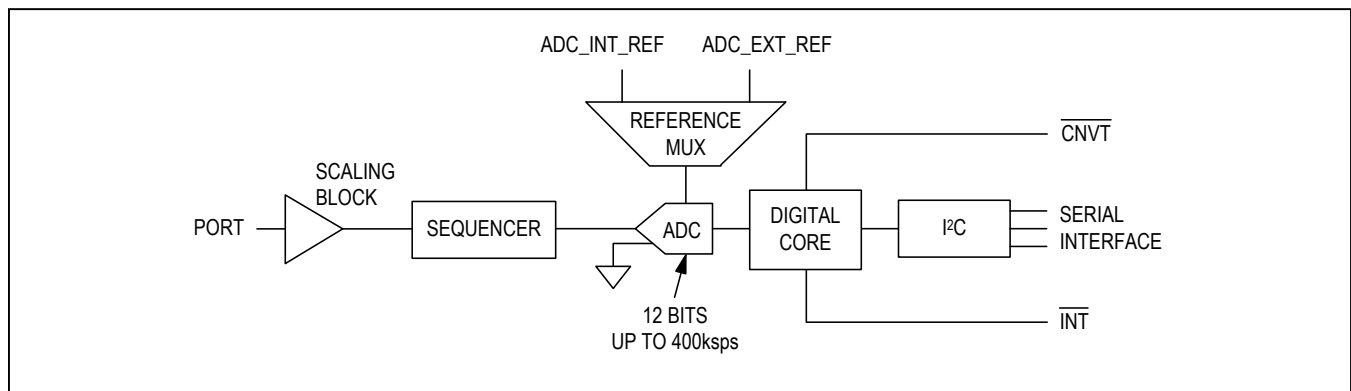 ADC_INT_REF
ADC_EXT_REF
REFERENCE
MUX
CNVT
SCALING
BLOCK
PORT
SEQUENCER
ADC
DIGITAL
CORE
I²C
SERIAL
INTERFACE
12 BITS
UP TO 400ksps
INT